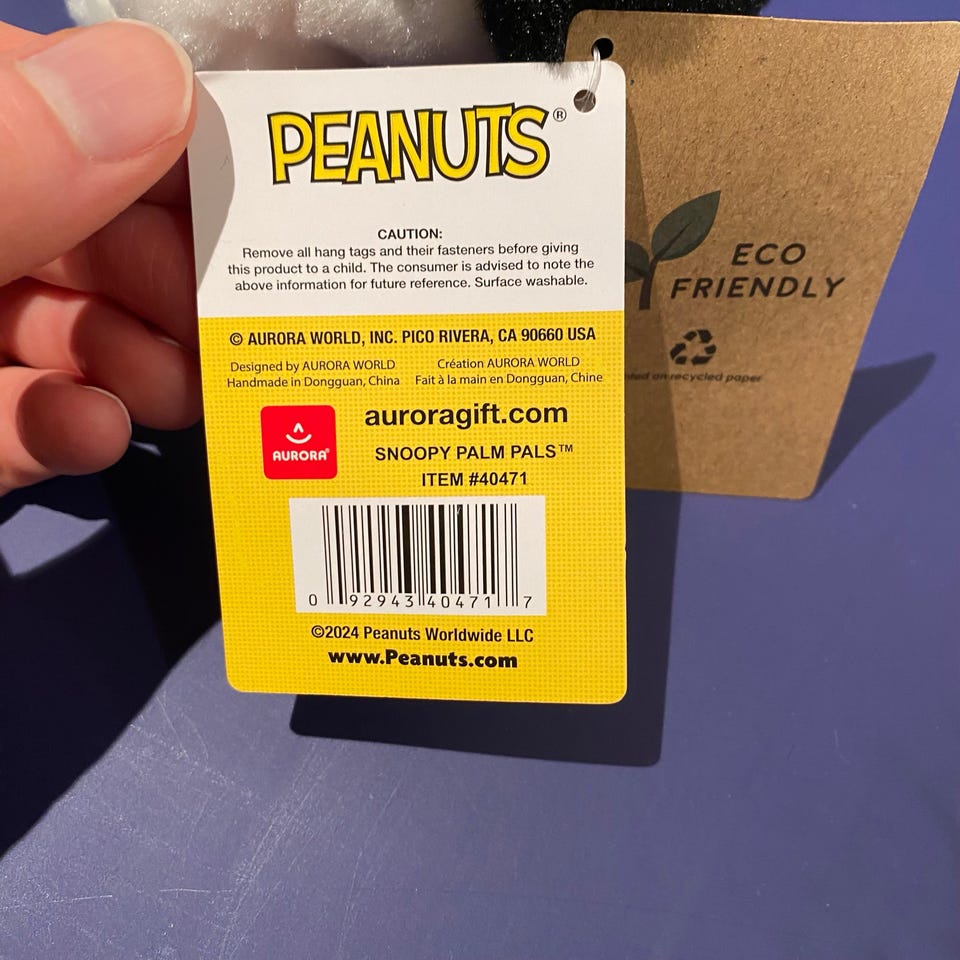 PEANUTS®
CAUTION:
Remove all hang tags and their fasteners before giving
this product to a child. The consumer is advised to note the
above information for future reference. Surface washable.
© AURORA WORLD, INC. PICO RIVERA, CA 90660 USA
Designed by AURORA WORLD
Handmade in Dongguan, China
Création AURORA WORLD
Fait à la main en Dongguan, Chine
AURORA®
auroragift.com
SNOOPY PALM PALS™
ITEM #40471
0 92943 40471 7
©2024 Peanuts Worldwide LLC
www.Peanuts.com
ECO
FRIENDLY
on recycled paper